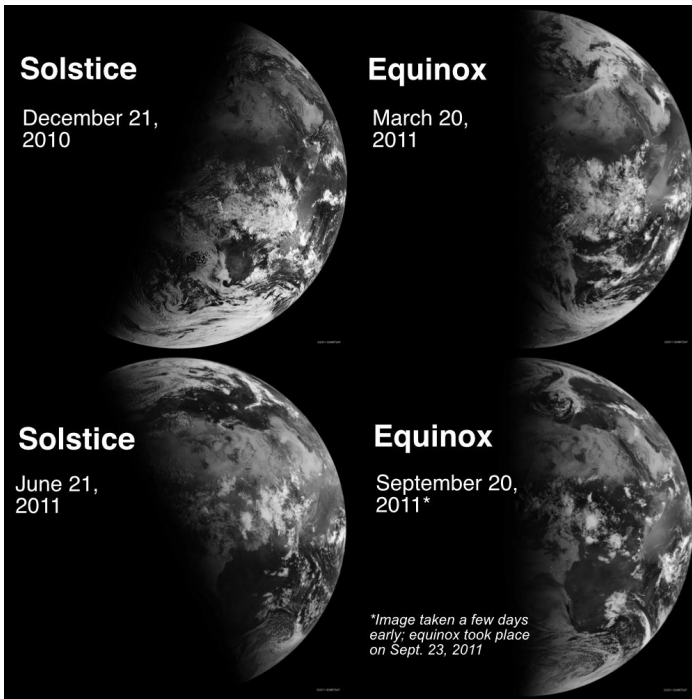 Solstice
December 21,
2010
Equinox
March 20,
2011
Solstice
June 21,
2011
Equinox
September 20,
2011*
*Image taken a few days
early; equinox took place
on Sept. 23, 2011